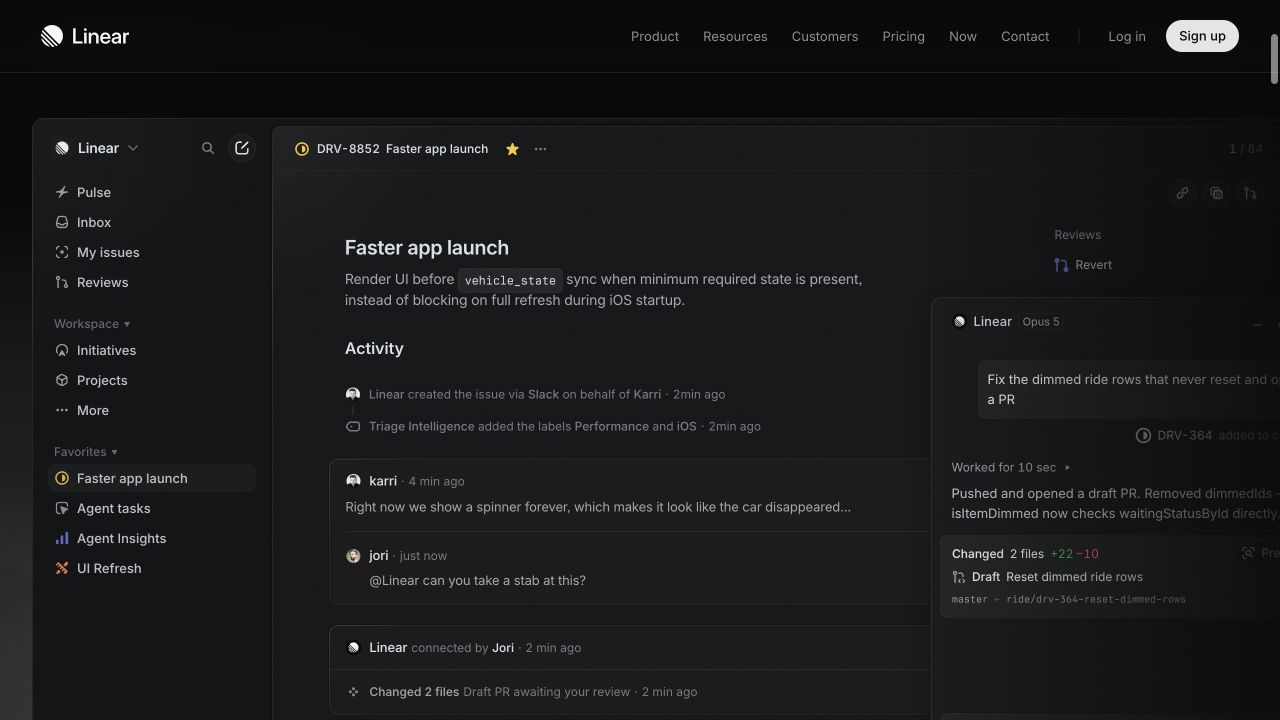 Linear
Product Resources Customers Pricing Now Contact Log in Sign up
Linear
Pulse
Inbox
My issues
Reviews
Workspace
Initiatives
Projects
More
Favorites
Faster app launch
Agent tasks
Agent Insights
UI Refresh
DRV-8852 Faster app launch
1 / 84
Faster app launch
Render UI before vehicle_state sync when minimum required state is present,
instead of blocking on full refresh during iOS startup.
Activity
Linear created the issue via Slack on behalf of Karri · 2min ago
Triage Intelligence added the labels Performance and iOS · 2min ago
karri · 4 min ago
Right now we show a spinner forever, which makes it look like the car disappeared...
jori · just now
@Linear can you take a stab at this?
Linear connected by Jori · 2 min ago
Changed 2 files Draft PR awaiting your review · 2 min ago
Reviews
Revert
Linear Opus 5
Fix the dimmed ride rows that never reset and
a PR
DRV-364 added to
Worked for 10 sec
Pushed and opened a draft PR. Removed dimmedIds
isItemDimmed now checks waitingStatusById directly
Changed 2 files +22 −10
Draft Reset dimmed ride rows
master ← ride/drv-364-reset-dimmed-rows